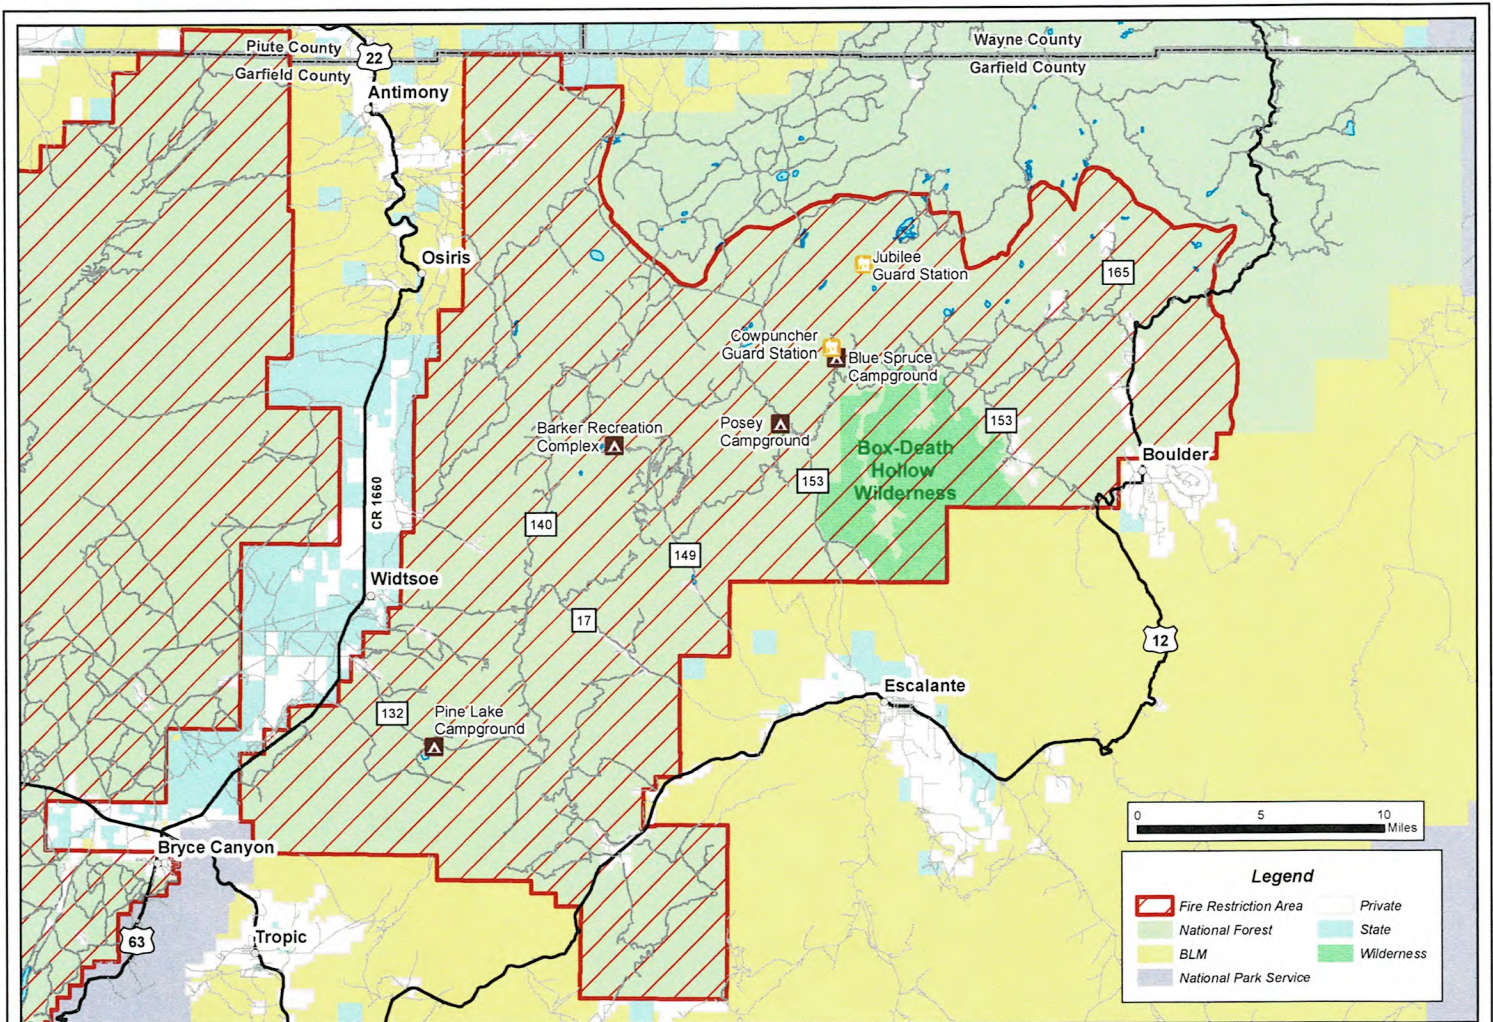 Piute County
Garfield County
22
Antimony
Wayne County
Garfield County
Osiris
Jubilee
Guard Station
165
Cowpuncher
Guard Station
Blue Spruce
Campground
Barker Recreation
Complex
Posey
Campground
153
Box-Death
Hollow
Wilderness
Boulder
153
CR 1660
140
149
Widtsoe
17
12
Escalante
132
Pine Lake
Campground
0 5 10
Miles
Bryce Canyon
Legend
Fire Restriction Area
National Forest
BLM
National Park Service
Private
State
Wilderness
63
Tropic